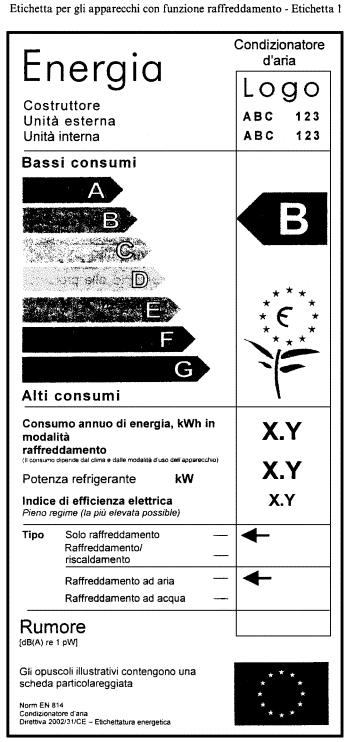 Etichetta per gli apparecchi con funzione raffreddamento - Etichetta 1
Energia
Condizionatore
d'aria
Logo
Costruttore
Unità esterna
Unità interna
ABC 123
ABC 123
Bassi consumi
A
B
C
D
E
F
G
B
Alti consumi
Consumo annuo di energia, kWh in
modalità
raffreddamento
(Il consumo dipende dal clima e dalle modalità d'uso dell'apparecchio)
X.Y
Potenza refrigerante kW
X.Y
Indice di efficienza elettrica
Pieno regime (la più elevata possible)
X.Y
Tipo Solo raffreddamento —
Raffreddamento/
riscaldamento —
Raffreddamento ad aria —
Raffreddamento ad acqua —
Rumore
[dB(A) re 1 pW]
Gli opuscoli illustrativi contengono una
scheda particolareggiata
Norm EN 814
Condizionatore d'aria
Direttiva 2002/31/CE – Etichettatura energetica